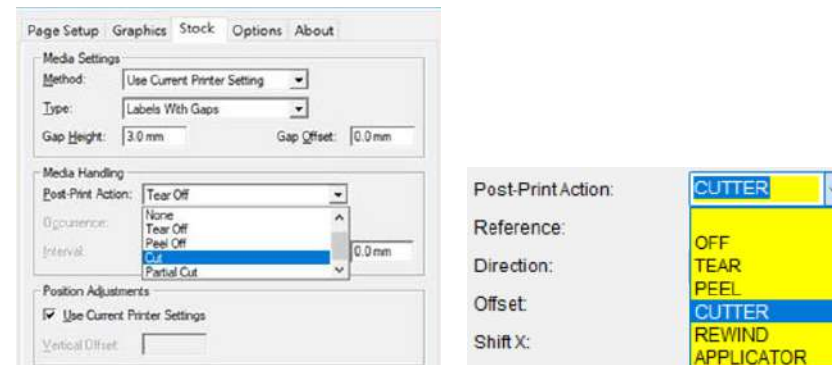 Page Setup Graphics Stock Options About
Media Settings
Method: Use Current Printer Setting
Type: Labels With Gaps
Gap Height: 3.0 mm Gap Offset: 0.0 mm
Media Handling
Post-Print Action: Tear Off
None
Occurrence:
Tear Off
Peel Off
Interval: 0.0 mm
Cut
Partial Cut
Position Adjustments
Use Current Printer Settings
Vertical Offset:
Post-Print Action: CUTTER
Reference:
OFF
Direction:
TEAR
PEEL
Offset:
CUTTER
Shift X:
REWIND
APPLICATOR